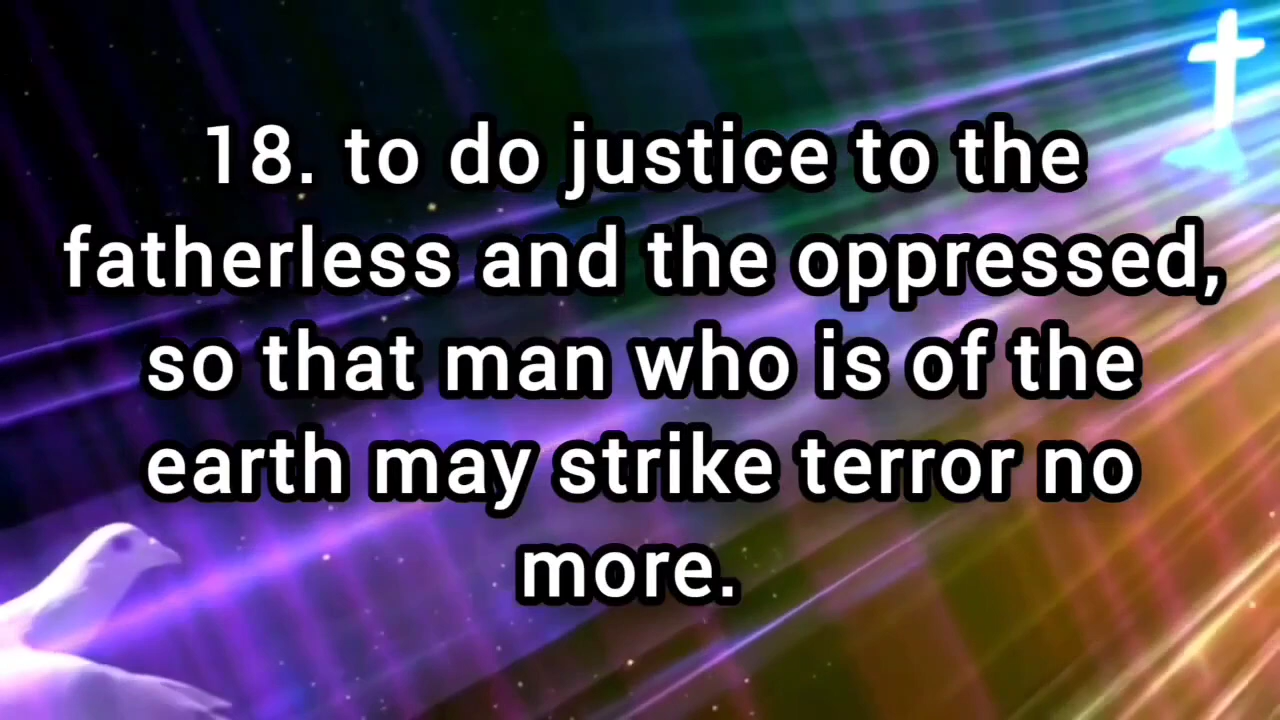 18. to do justice to the
fatherless and the oppressed,
so that man who is of the
earth may strike terror no
more.